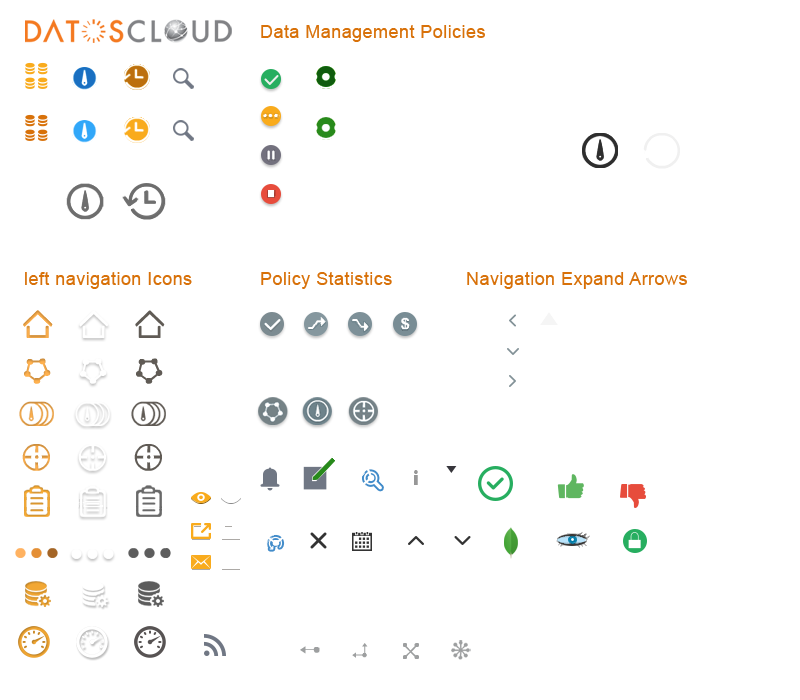 DATOSCLOUD
Data Management Policies
left navigation Icons
Policy Statistics
Navigation Expand Arrows
$
i